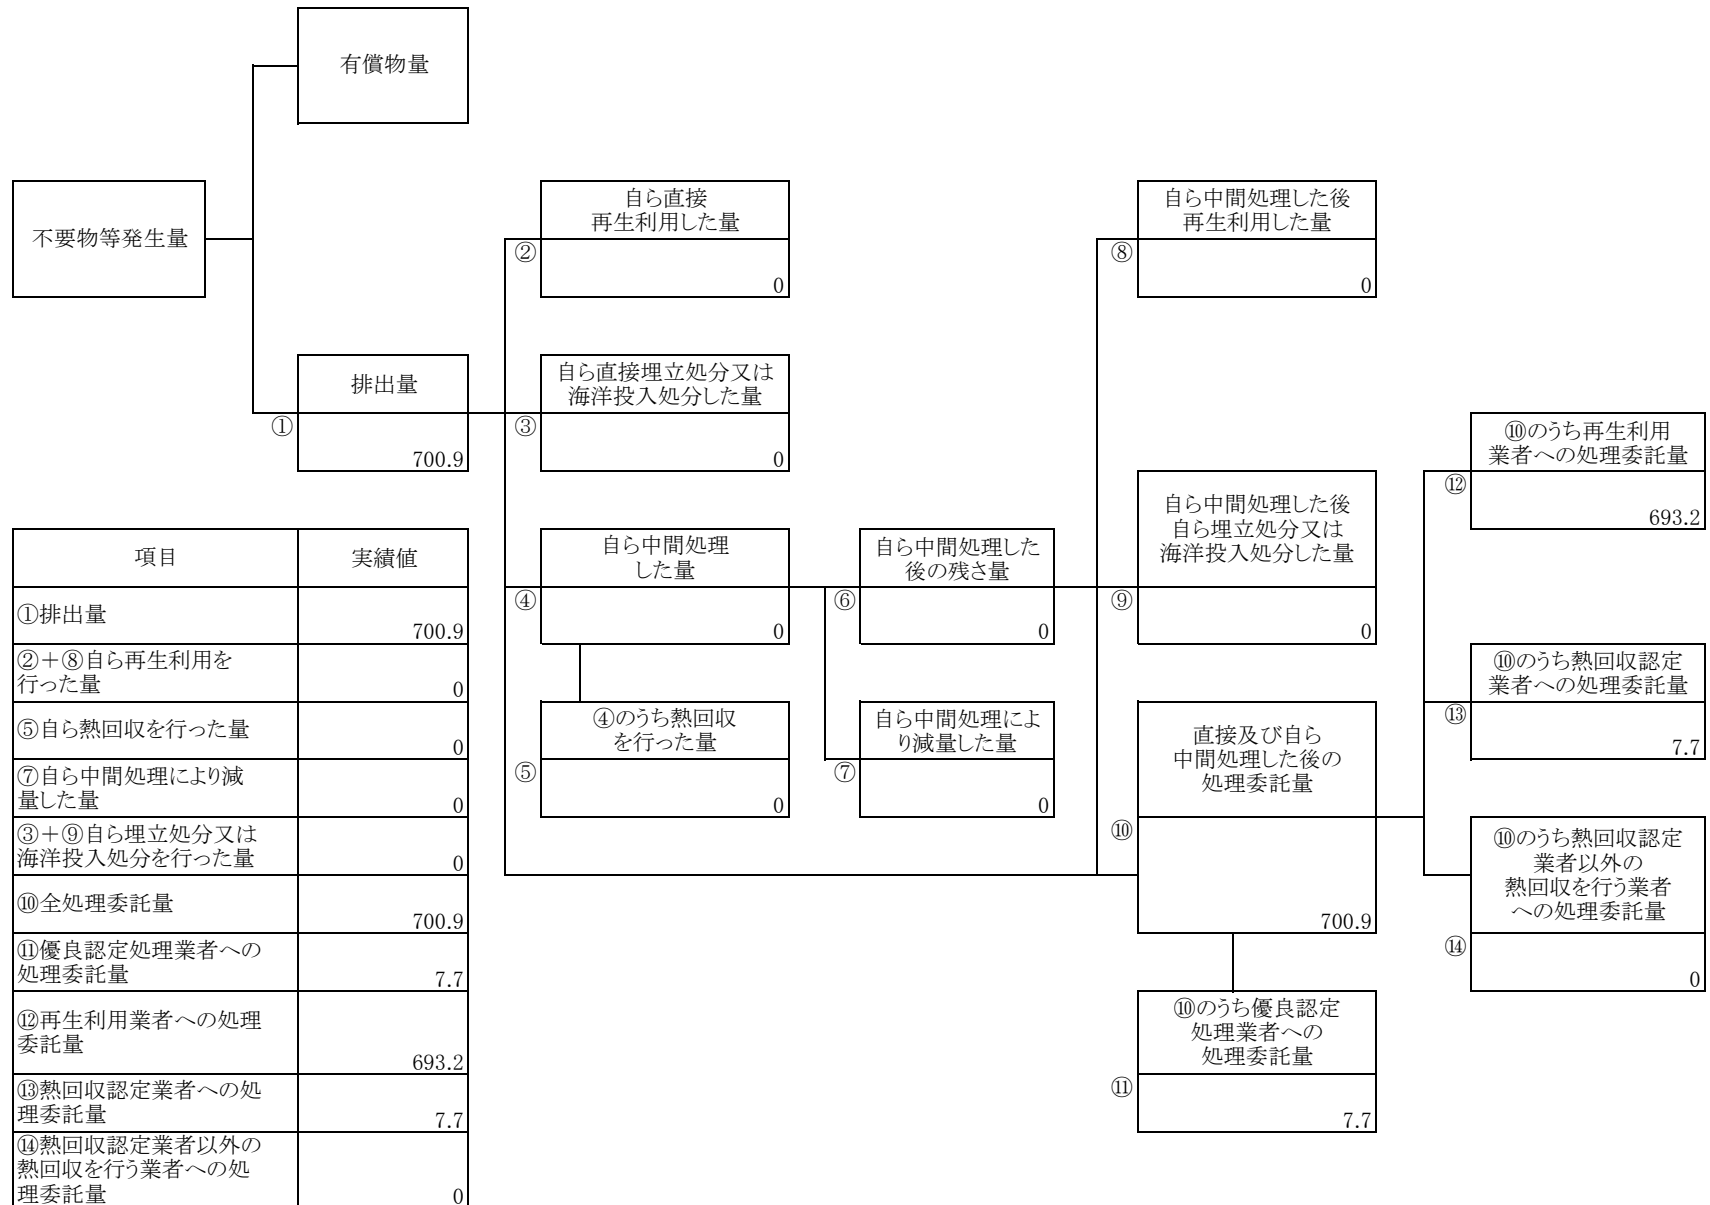 有償物量
不要物等発生量
自ら直接
再生利用した量
②
0
自ら中間処理した後
再生利用した量
⑧
0
排出量
①
700.9
自ら直接埋立処分又は
海洋投入処分した量
③
0
⑩のうち再生利用
業者への処理委託量
⑫
693.2
自ら中間処理
した量
④
0
自ら中間処理した
後の残さ量
⑥
0
自ら中間処理した後
自ら埋立処分又は
海洋投入処分した量
⑨
0
⑩のうち熱回収認定
業者への処理委託量
⑬
7.7
④のうち熱回収
を行った量
⑤
0
自ら中間処理によ
り減量した量
⑦
0
直接及び自ら
中間処理した後の
処理委託量
⑩
700.9
⑩のうち熱回収認定
業者以外の
熱回収を行う業者
への処理委託量
⑭
0
⑩のうち優良認定
処理業者への
処理委託量
⑪
7.7
項目
実績値
①排出量
700.9
②+⑧自ら再生利用を
行った量
0
⑤自ら熱回収を行った量
0
⑦自ら中間処理により減
量した量
0
③+⑨自ら埋立処分又は
海洋投入処分を行った量
0
⑩全処理委託量
700.9
⑪優良認定処理業者への
処理委託量
7.7
⑫再生利用業者への処理
委託量
693.2
⑬熱回収認定業者への処
理委託量
7.7
⑭熱回収認定業者以外の
熱回収を行う業者への処
理委託量
0